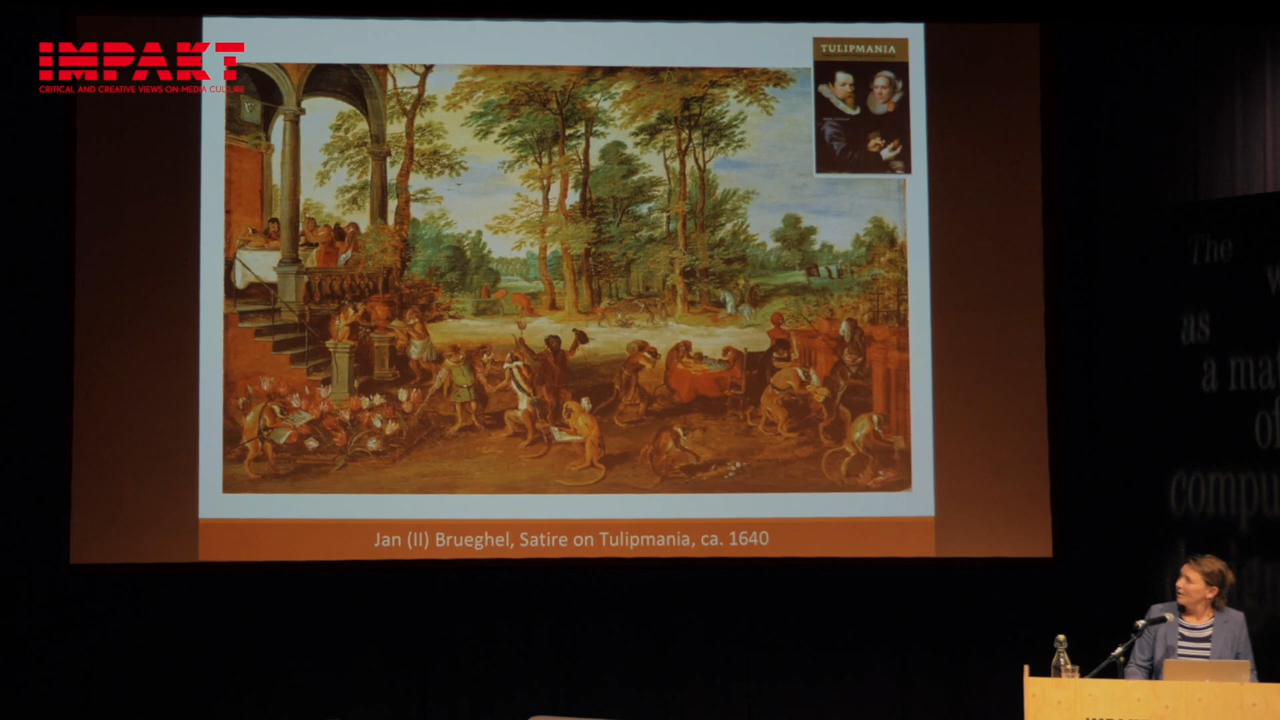 IMPAKT
CRITICAL AND CREATIVE VIEWS ON MEDIA CULTURE
TULIPMANIA
Jan (II) Brueghel, Satire on Tulipmania, ca. 1640
The
as
a ma
of
compu